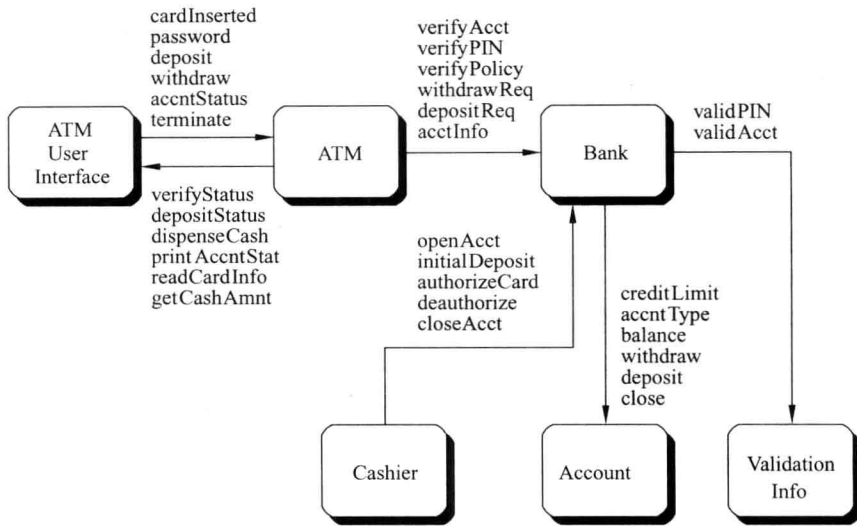 cardInserted
password
deposit
withdraw
accntStatus
terminate
ATM
User
Interface
verifyStatus
depositStatus
dispenseCash
printAccntStat
readCardInfo
getCashAmnt
ATM
verifyAcct
verifyPIN
verifyPolicy
withdrawReq
depositReq
acctInfo
Bank
validPIN
validAcct
openAcct
initialDeposit
authorizeCard
deauthorize
closeAcct
creditLimit
accntType
balance
withdraw
deposit
close
Cashier
Account
Validation
Info